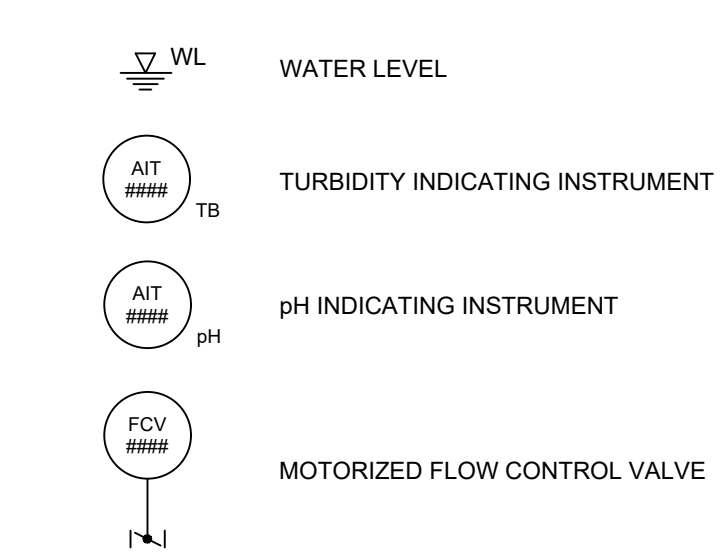 WL
WATER LEVEL
AIT
####
TB
TURBIDITY INDICATING INSTRUMENT
AIT
####
pH
pH INDICATING INSTRUMENT
FCV
####
MOTORIZED FLOW CONTROL VALVE